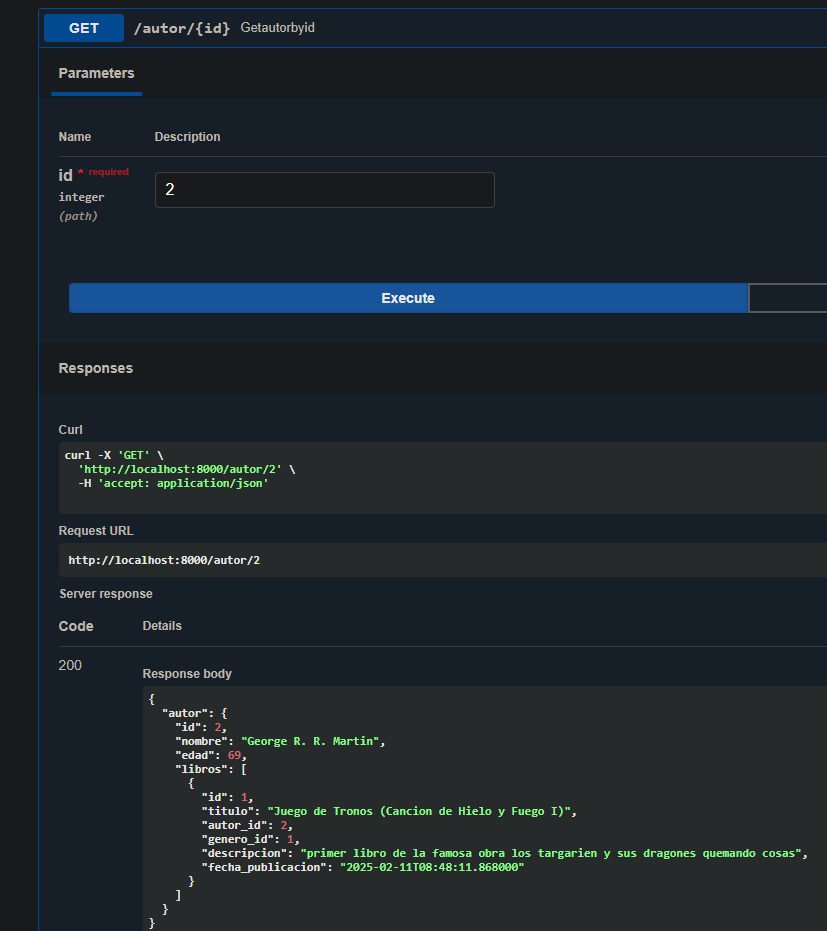 GET /autor/{id} Getautorbyid
Parameters
Name Description
id * required
integer
(path)
2
Execute
Responses
Curl
curl -X 'GET' \
  'http://localhost:8000/autor/2' \
  -H 'accept: application/json'
Request URL
http://localhost:8000/autor/2
Server response
Code Details
200
Response body
{
  "autor": {
    "id": 2,
    "nombre": "George R. R. Martin",
    "edad": 69,
    "libros": [
      {
        "id": 1,
        "titulo": "Juego de Tronos (Cancion de Hielo y Fuego I)",
        "autor_id": 2,
        "genero_id": 1,
        "descripcion": "primer libro de la famosa obra los targarien y sus dragones quemando cosas",
        "fecha_publicacion": "2025-02-11T08:48:11.868000"
      }
    ]
  }
}